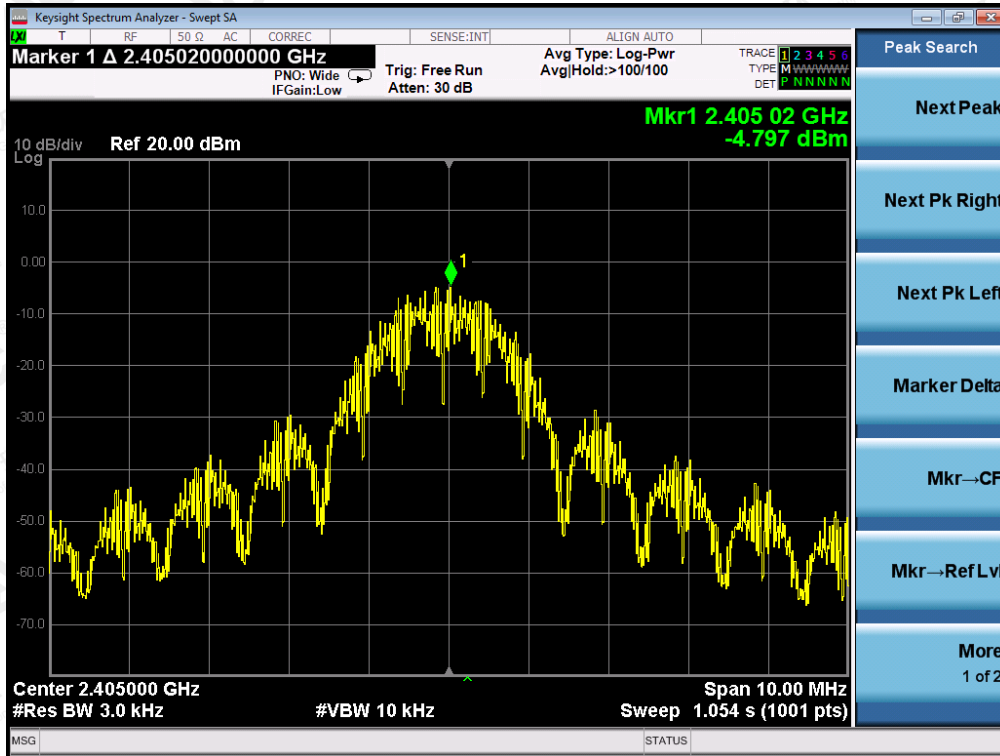 Keysight Spectrum Analyzer - Swept SA
LXI T RF 50 Ω AC CORREC SENSE:INT ALIGN AUTO
Marker 1 Δ 2.405020000000 GHz
PNO: Wide
IFGain:Low
Trig: Free Run
Atten: 30 dB
Avg Type: Log-Pwr
Avg|Hold:>100/100
TRACE 1 2 3 4 5 6
TYPE M WWWWW
DET P N N N N N
Mkr1 2.405 02 GHz
-4.797 dBm
10 dB/div Ref 20.00 dBm
Log
10.0
0.00
-10.0
-20.0
-30.0
-40.0
-50.0
-60.0
-70.0
1
Center 2.405000 GHz
Span 10.00 MHz
#Res BW 3.0 kHz
#VBW 10 kHz
Sweep 1.054 s (1001 pts)
MSG
STATUS
Peak Search
Next Peak
Next Pk Right
Next Pk Left
Marker Delta
Mkr→CF
Mkr→Ref Lvl
More
1 of 2